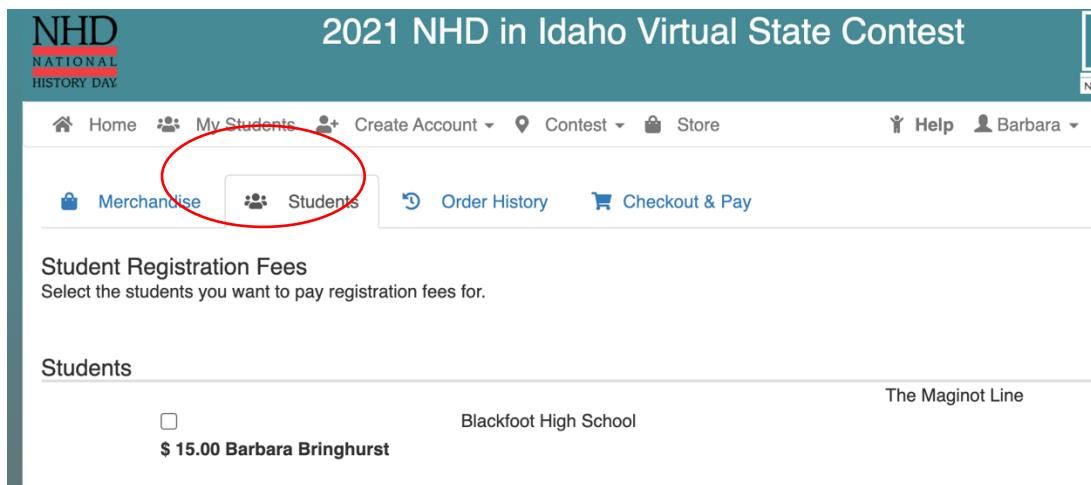 NHD
NATIONAL
HISTORY DAY
2021 NHD in Idaho Virtual State Contest
N
Home My Students Create Account Contest Store Help Barbara
Merchandise Students Order History Checkout & Pay
Student Registration Fees
Select the students you want to pay registration fees for.
Students
The Maginot Line
Blackfoot High School
$ 15.00 Barbara Bringhurst